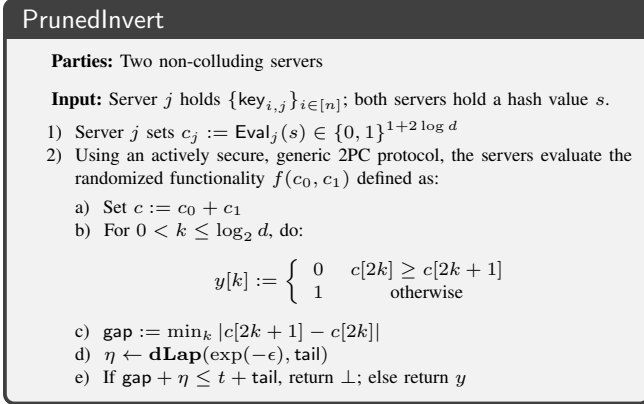 PrunedInvert
Parties: Two non-colluding servers
Input: Server j holds {key_{i,j}}_{i∈[n]}; both servers hold a hash value s.
1) Server j sets c_j := Eval_j(s) ∈ {0, 1}^{1+2 log d}
2) Using an actively secure, generic 2PC protocol, the servers evaluate the
randomized functionality f(c_0, c_1) defined as:
a) Set c := c_0 + c_1
b) For 0 < k ≤ log_2 d, do:
y[k] := { 0 c[2k] ≥ c[2k + 1]
1 otherwise
c) gap := min_k |c[2k + 1] − c[2k]|
d) η ← dLap(exp(−ϵ), tail)
e) If gap + η ≤ t + tail, return ⊥; else return y